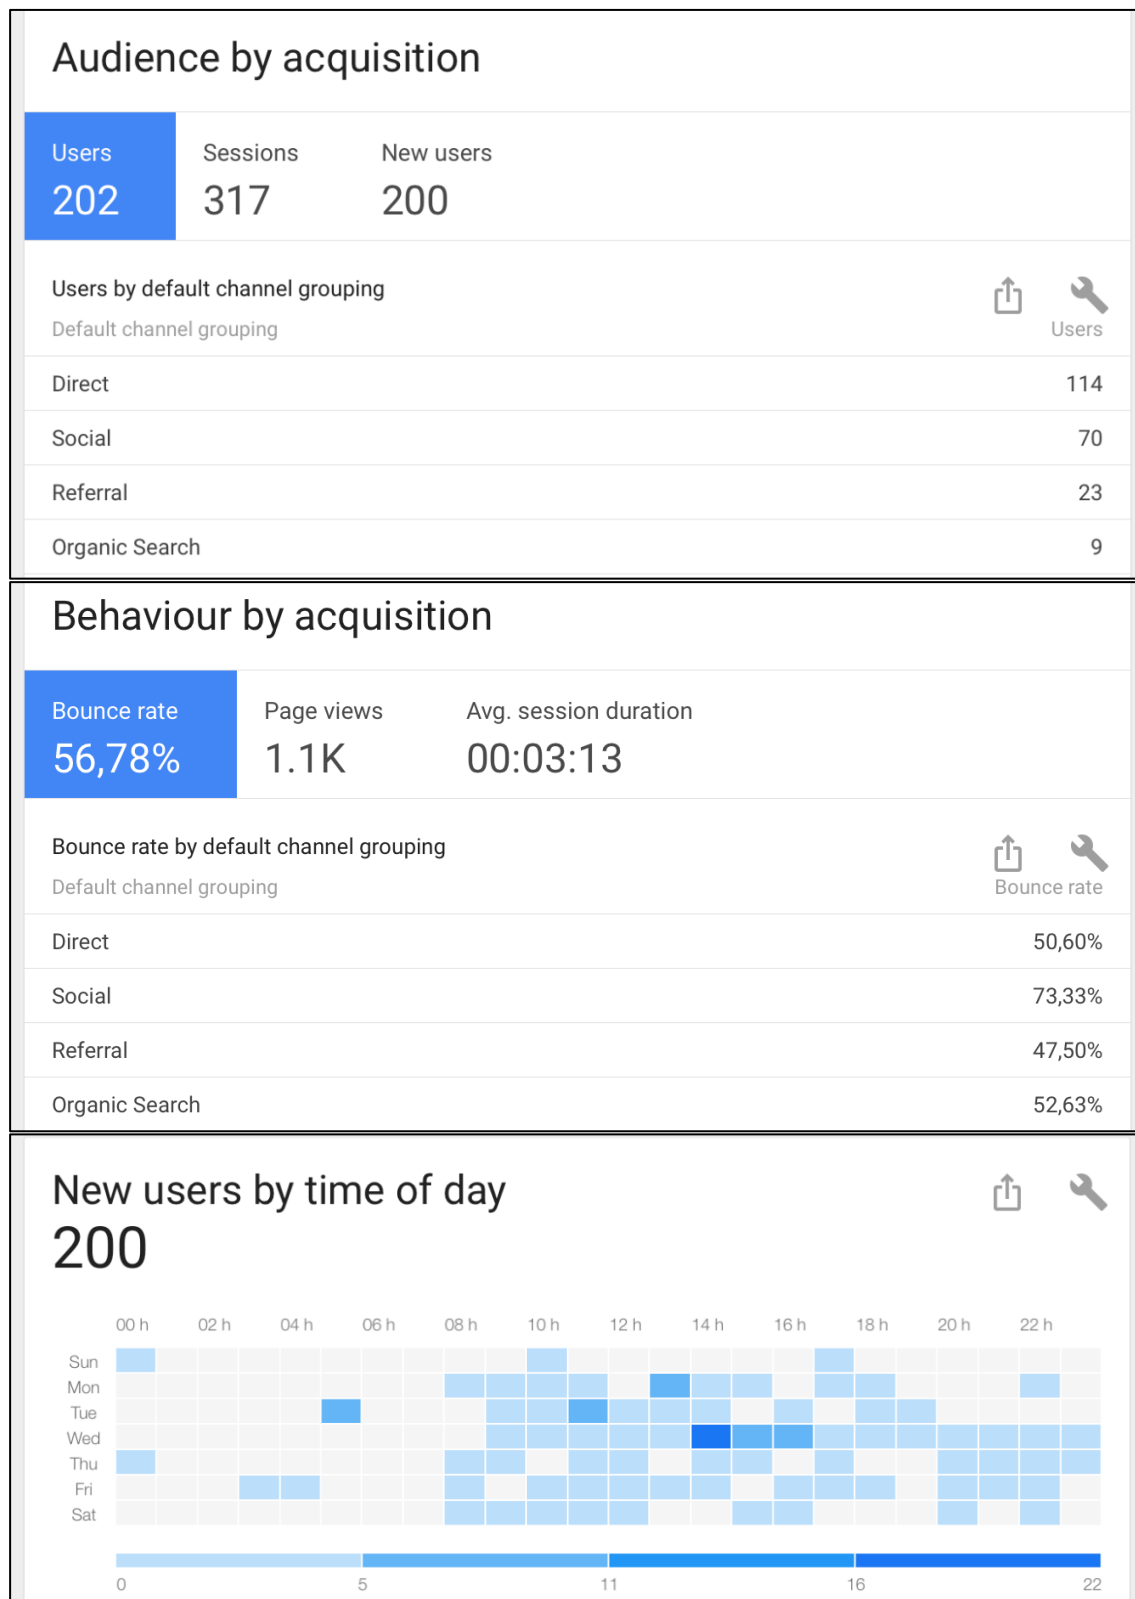 Audience by acquisition
Users Sessions New users
202 317 200
Users by default channel grouping
Default channel grouping Users
Direct 114
Social 70
Referral 23
Organic Search 9
Behaviour by acquisition
Bounce rate Page views Avg. session duration
56,78% 1.1K 00:03:13
Bounce rate by default channel grouping
Default channel grouping Bounce rate
Direct 50,60%
Social 73,33%
Referral 47,50%
Organic Search 52,63%
New users by time of day
200
00 h 02 h 04 h 06 h 08 h 10 h 12 h 14 h 16 h 18 h 20 h 22 h
Sun
Mon
Tue
Wed
Thu
Fri
Sat
0 5 11 16 22